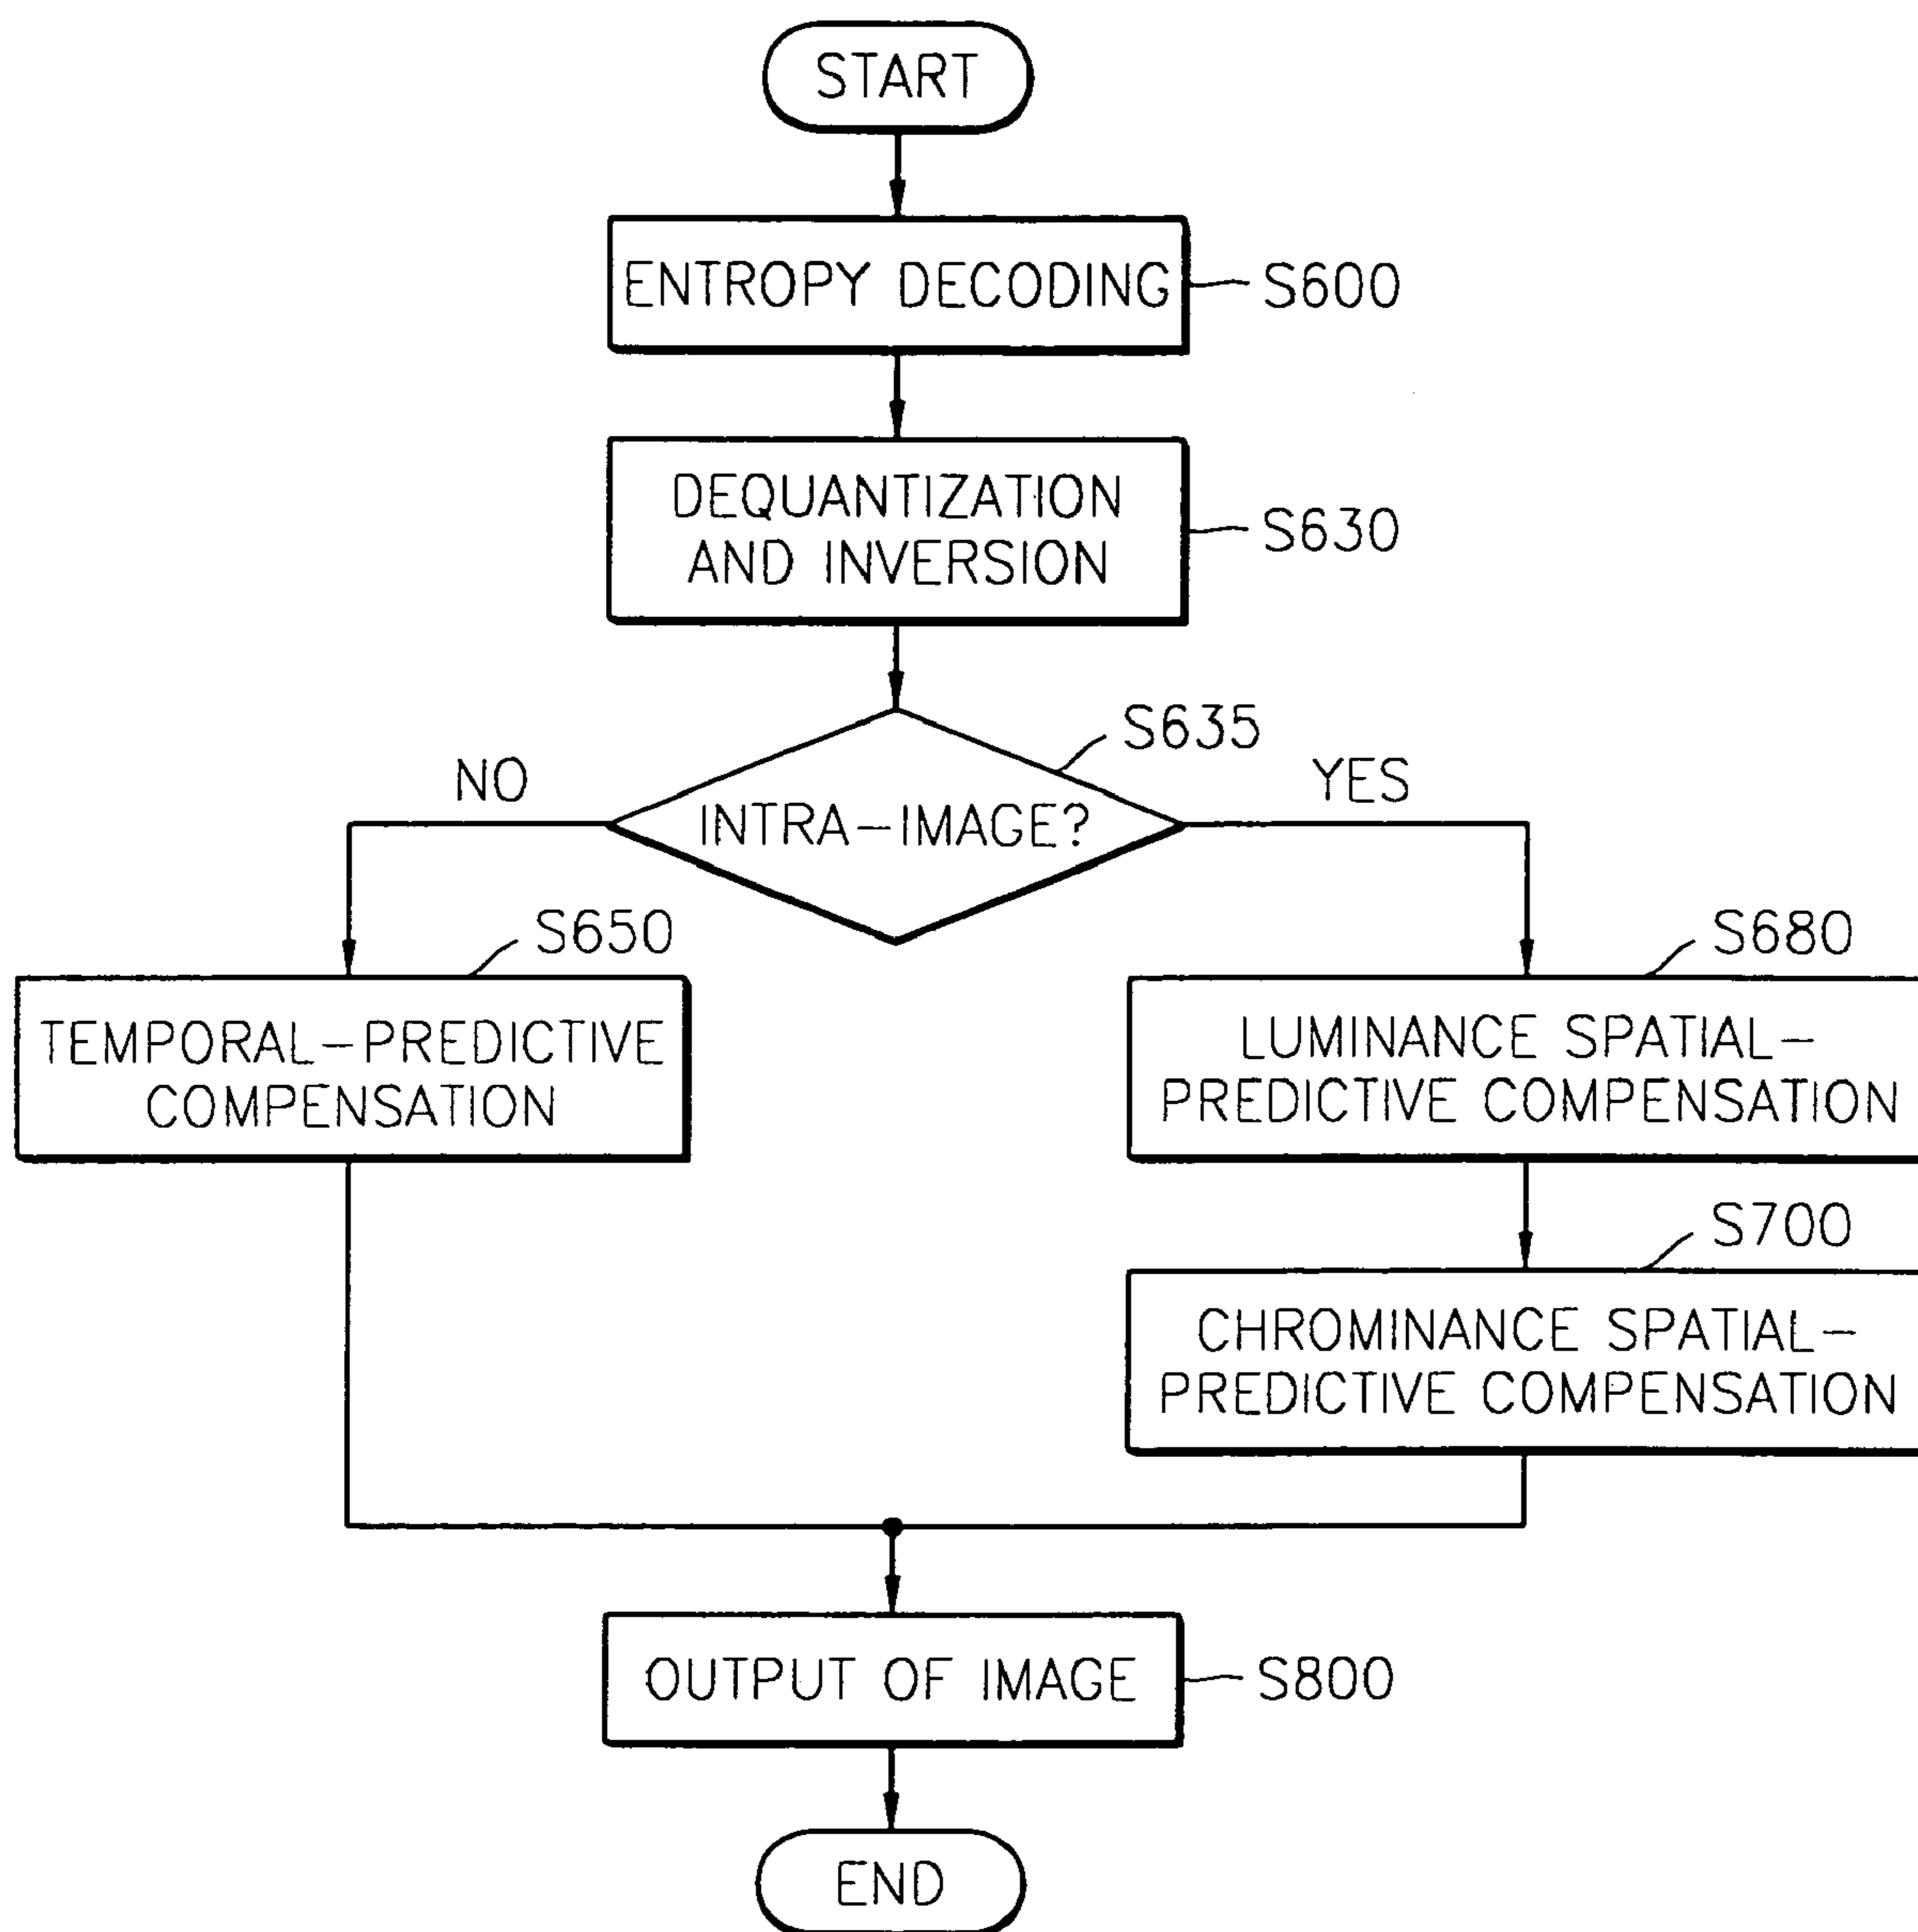 START
ENTROPY DECODING
S600
DEQUANTIZATION
AND INVERSION
S630
S635
NO
INTRA-IMAGE?
YES
S650
TEMPORAL-PREDICTIVE
COMPENSATION
S680
LUMINANCE SPATIAL-
PREDICTIVE COMPENSATION
S700
CHROMINANCE SPATIAL-
PREDICTIVE COMPENSATION
OUTPUT OF IMAGE
S800
END